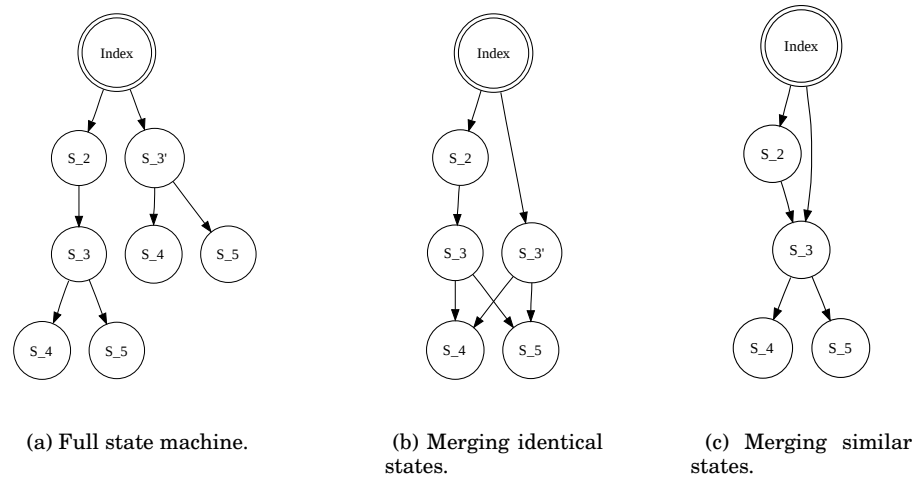 Index
S_2
S_3'
S_3
S_4
S_5
S_4
S_5
(a) Full state machine.
Index
S_2
S_3
S_3'
S_4
S_5
(b) Merging identical
states.
Index
S_2
S_3
S_4
S_5
(c) Merging similar
states.